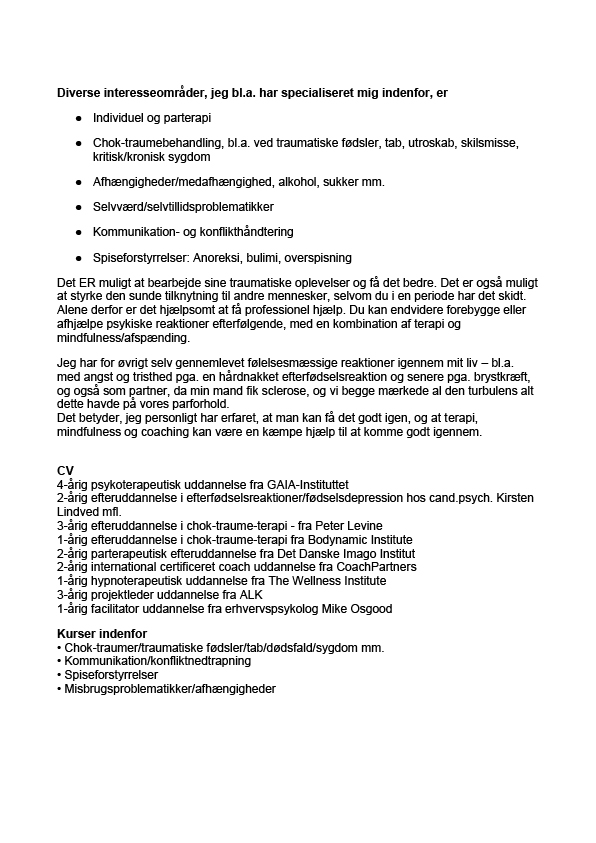 Diverse interesseområder, jeg bl.a. har specialiseret mig indenfor, er
● Individuel og parterapi
● Chok-traumebehandling, bl.a. ved traumatiske fødsler, tab, utroskab, skilsmisse,
kritisk/kronisk sygdom
● Afhængigheder/medafhængighed, alkohol, sukker mm.
● Selvværd/selvtillidsproblematikker
● Kommunikation- og konflikthåndtering
● Spiseforstyrrelser: Anoreksi, bulimi, overspisning
Det ER muligt at bearbejde sine traumatiske oplevelser og få det bedre. Det er også muligt
at styrke den sunde tilknytning til andre mennesker, selvom du i en periode har det skidt.
Alene derfor er det hjælpsomt at få professionel hjælp. Du kan endvidere forebygge eller
afhjælpe psykiske reaktioner efterfølgende, med en kombination af terapi og
mindfulness/afspænding.
Jeg har for øvrigt selv gennemlevet følelsesmæssige reaktioner igennem mit liv – bl.a.
med angst og tristhed pga. en hårdnakket efterfødselsreaktion og senere pga. brystkræft,
og også som partner, da min mand fik sclerose, og vi begge mærkede al den turbulens alt
dette havde på vores parforhold.
Det betyder, jeg personligt har erfaret, at man kan få det godt igen, og at terapi,
mindfulness og coaching kan være en kæmpe hjælp til at komme godt igennem.
CV
4-årig psykoterapeutisk uddannelse fra GAIA-Instituttet
2-årig efteruddannelse i efterfødselsreaktioner/fødselsdepression hos cand.psych. Kirsten
Lindved mfl.
3-årig efteruddannelse i chok-traume-terapi - fra Peter Levine
1-årig efteruddannelse i chok-traume-terapi fra Bodynamic Institute
2-årig parterapeutisk efteruddannelse fra Det Danske Imago Institut
2-årig international certificeret coach uddannelse fra CoachPartners
1-årig hypnoterapeutisk uddannelse fra The Wellness Institute
3-årig projektleder uddannelse fra ALK
1-årig facilitator uddannelse fra erhvervspsykolog Mike Osgood
Kurser indenfor
• Chok-traumer/traumatiske fødsler/tab/dødsfald/sygdom mm.
• Kommunikation/konfliktnedtrapning
• Spiseforstyrrelser
• Misbrugsproblematikker/afhængigheder